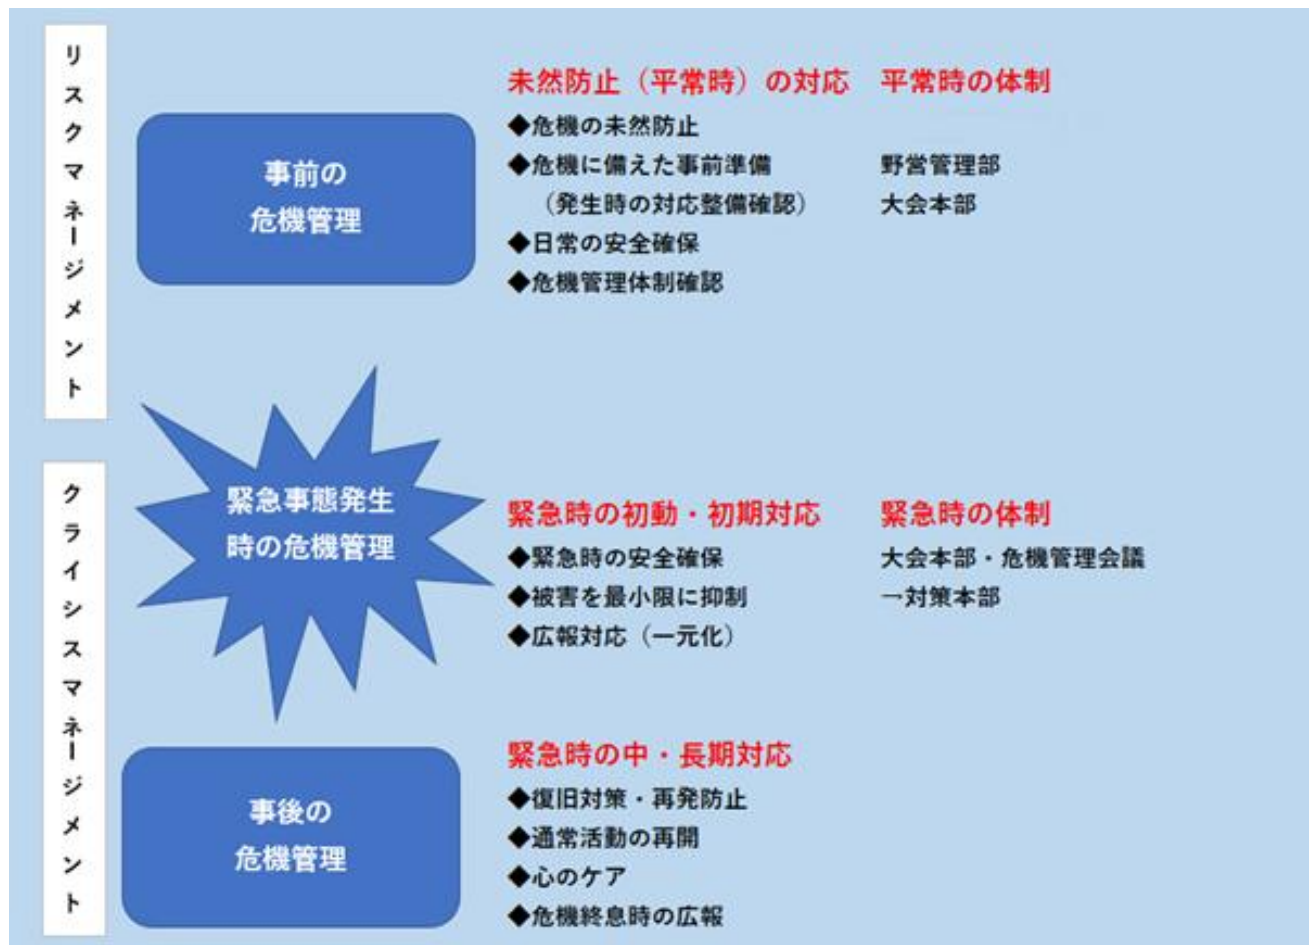 リスクマネージメント
事前の
危機管理
未然防止（平常時）の対応
◆危機の未然防止
◆危機に備えた事前準備
（発生時の対応整備確認）
◆日常の安全確保
◆危機管理体制確認
平常時の体制
野営管理部
大会本部
クライシスマネージメント
緊急事態発生
時の危機管理
緊急時の初動・初期対応
◆緊急時の安全確保
◆被害を最小限に抑制
◆広報対応（一元化）
緊急時の体制
大会本部・危機管理会議
→対策本部
事後の
危機管理
緊急時の中・長期対応
◆復旧対策・再発防止
◆通常活動の再開
◆心のケア
◆危機終息時の広報